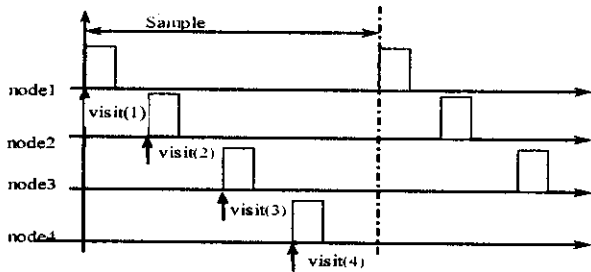 Sample
node1
visit(1)
node2
visit(2)
node3
visit(3)
node4
visit(4)